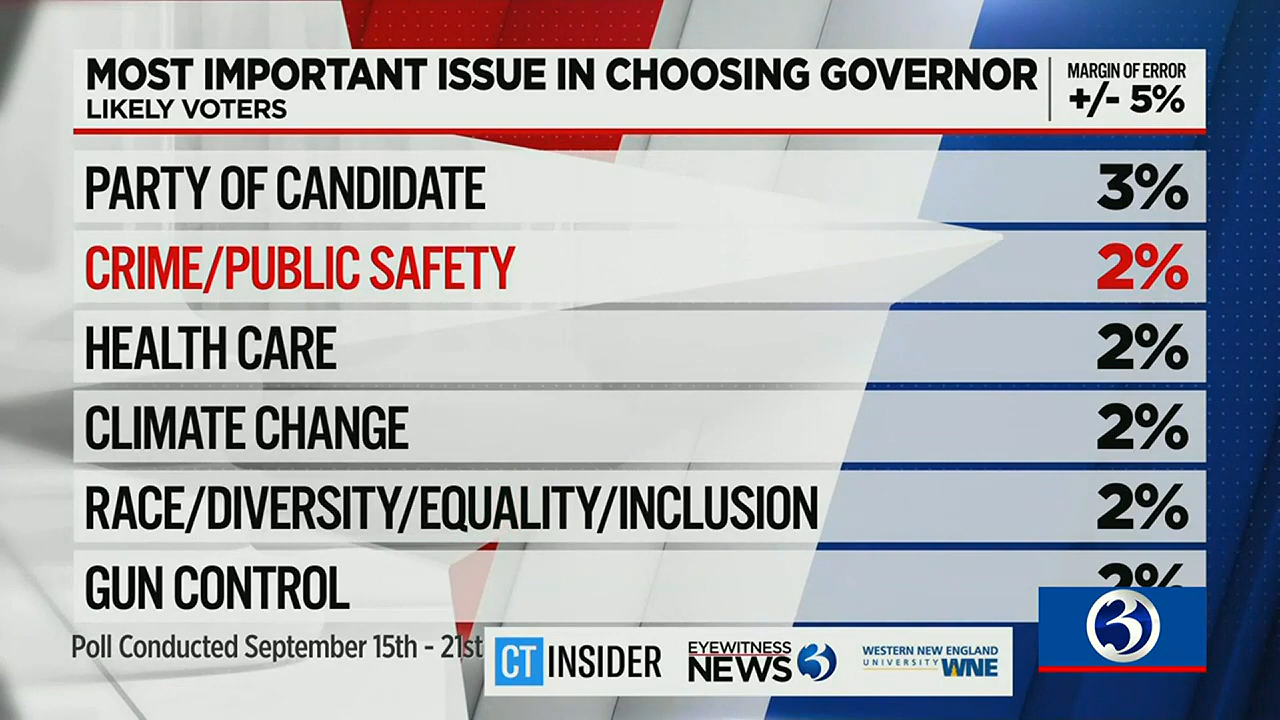 MOST IMPORTANT ISSUE IN CHOOSING GOVERNOR
LIKELY VOTERS
MARGIN OF ERROR
+/- 5%
PARTY OF CANDIDATE 3%
CRIME/PUBLIC SAFETY 2%
HEALTH CARE 2%
CLIMATE CHANGE 2%
RACE/DIVERSITY/EQUALITY/INCLUSION 2%
GUN CONTROL
Poll Conducted September 15th - 21st
CT INSIDER
EYEWITNESS
NEWS 3
WESTERN NEW ENGLAND
UNIVERSITY WNE
3